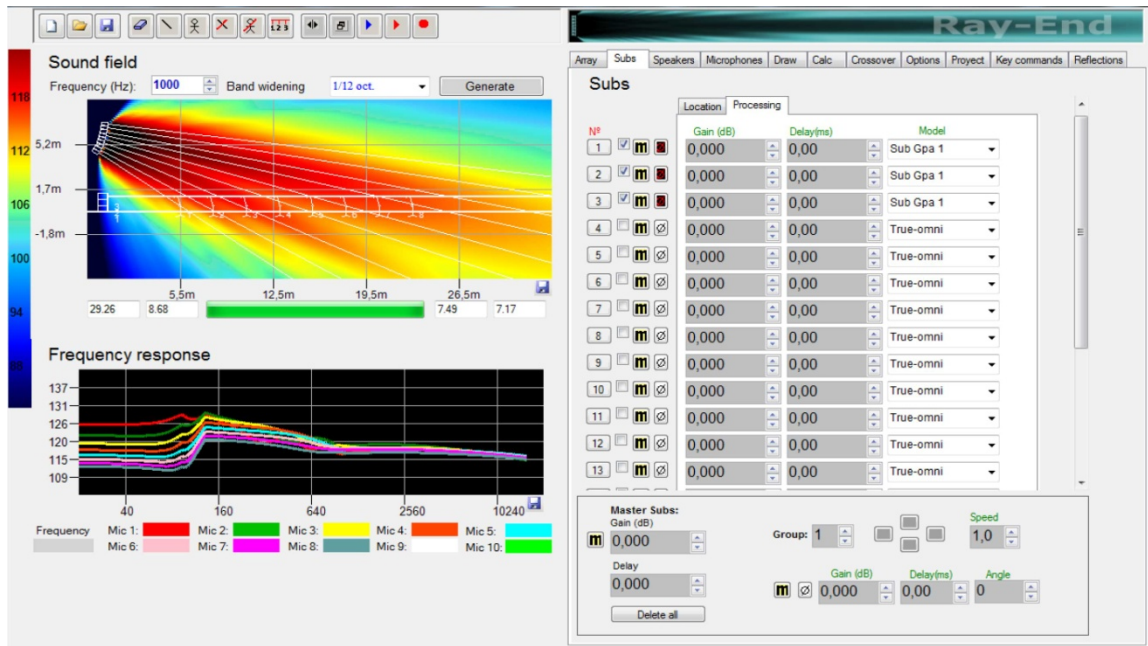 Ray-End
Sound field
Frequency (Hz): 1000 Band widening 1/12 oct. Generate
118
112
106
100
94
5,2m
1,7m
-1,8m
5,5m 12,5m 19,5m 26,5m
29.26 8.68 7.49 7.17
Frequency response
137
131
126
120
115
109
40 160 640 2560 10240
Frequency Mic 1: Mic 2: Mic 3: Mic 4: Mic 5:
Mic 6: Mic 7: Mic 8: Mic 9: Mic 10:
Array Subs Speakers Microphones Draw Calc Crossover Options Proyect Key commands Reflections
Subs
Location Processing
Nº Gain (dB) Delay(ms) Model
1 m 0,000 0,00 Sub Gpa 1
2 m 0,000 0,00 Sub Gpa 1
3 m 0,000 0,00 Sub Gpa 1
4 m Ø 0,000 0,00 True-omni
5 m Ø 0,000 0,00 True-omni
6 m Ø 0,000 0,00 True-omni
7 m Ø 0,000 0,00 True-omni
8 m Ø 0,000 0,00 True-omni
9 m Ø 0,000 0,00 True-omni
10 m Ø 0,000 0,00 True-omni
11 m Ø 0,000 0,00 True-omni
12 m Ø 0,000 0,00 True-omni
13 m Ø 0,000 0,00 True-omni
Master Subs:
Gain (dB)
m 0,000
Delay
0,000
Delete all
Group: 1 Speed
1,0
Gain (dB) Delay(ms) Angle
m Ø 0,000 0,00 0